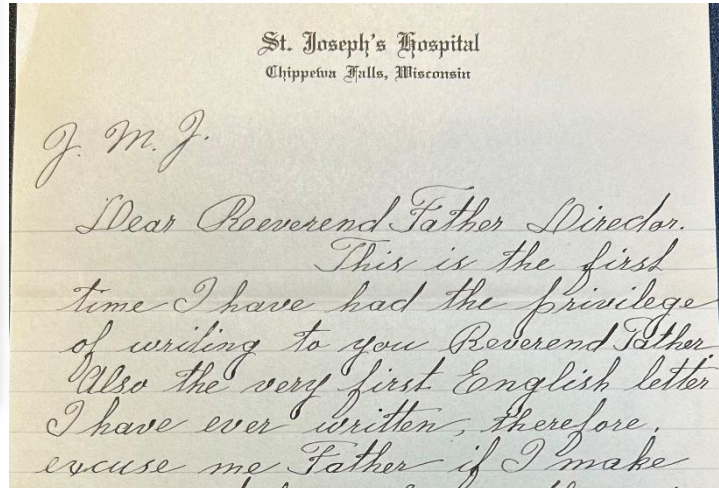 St. Joseph's Hospital
Chippewa Falls, Wisconsin
J. M. J.
Dear Reeverend Father Director.
This is the first
time I have had the privilege
of writing to you Reverend Father
Also the very first English letter
I have ever written, therefore,
excuse me Father if I make